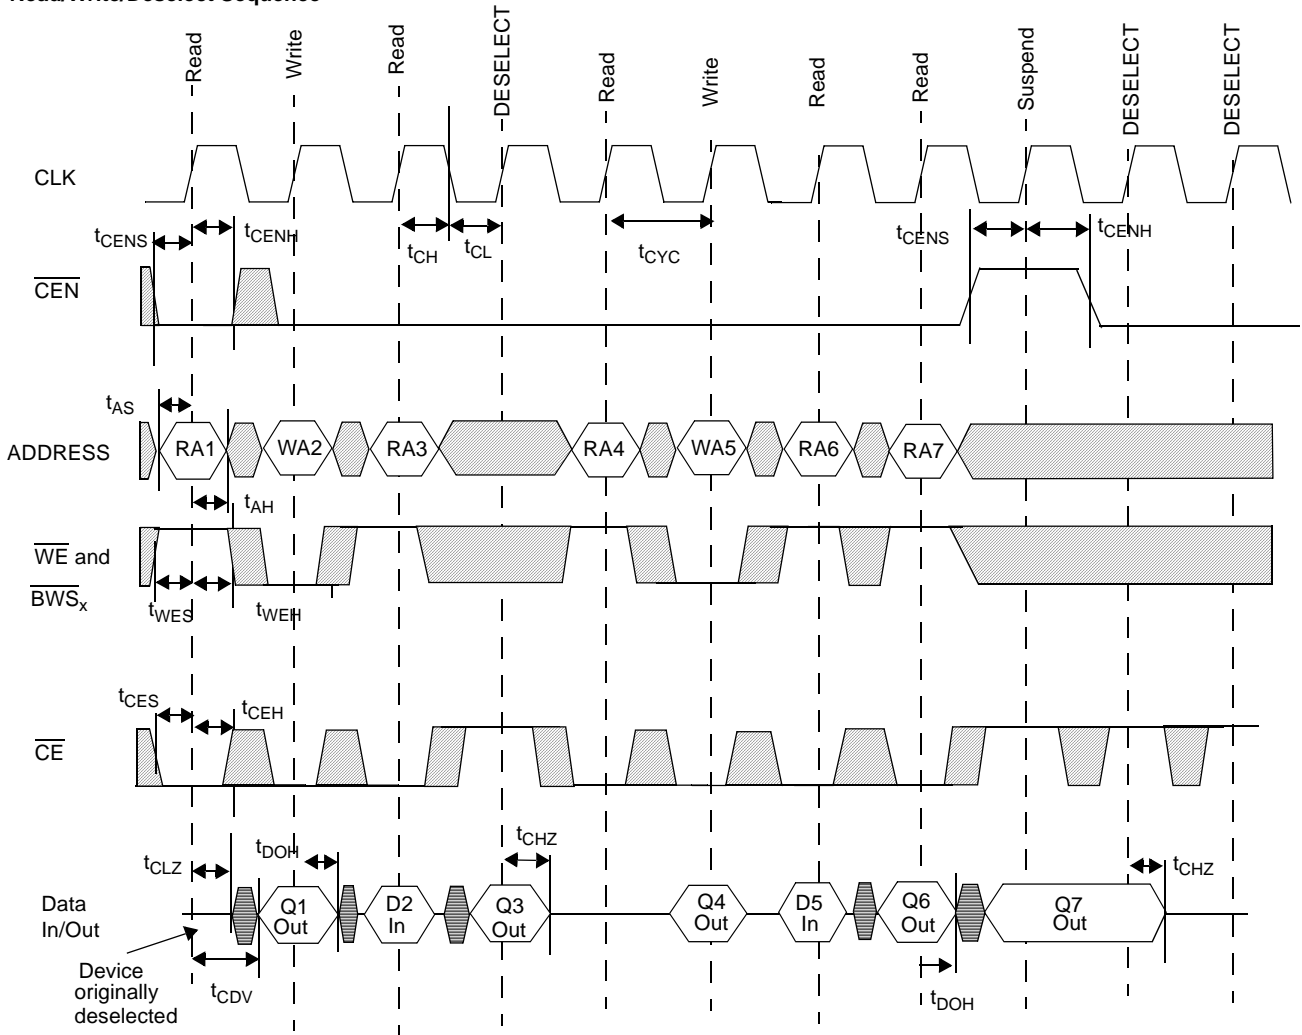 Read/Write/Deselect Sequence
Read
Write
Read
DESELECT
Read
Write
Read
Read
Suspend
DESELECT
DESELECT
CLK
tCENS
tCENH
tCH
tCL
tCYC
tCENS
tCENH
CEN
tAS
ADDRESS
RA1
WA2
RA3
RA4
WA5
RA6
RA7
tAH
WE and
BWSx
tWES
tWEH
tCES
tCEH
CE
tCLZ
tDOH
tCHZ
tCHZ
Data
In/Out
Q1
Out
D2
In
Q3
Out
Q4
Out
D5
In
Q6
Out
Q7
Out
Device
originally
deselected
tCDV
tDOH